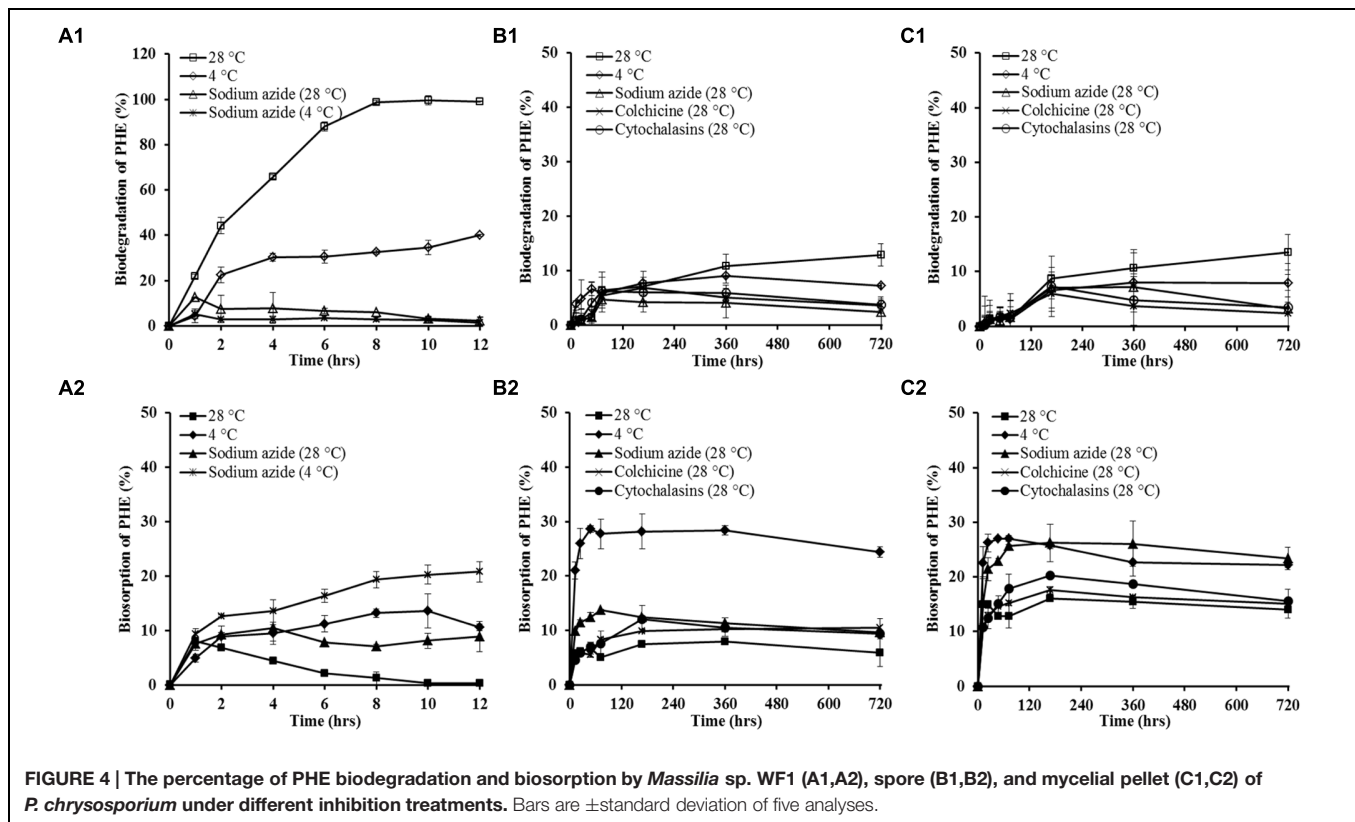 A1
120
100
80
60
40
20
0
Biodegradation of PHE (%)
28 °C
4 °C
Sodium azide (28 °C)
Sodium azide (4 °C)
0 2 4 6 8 10 12
Time (hrs)
B1
50
40
30
20
10
0
Biodegradation of PHE (%)
28 °C
4 °C
Sodium azide (28 °C)
Colchicine (28 °C)
Cytochalasins (28 °C)
0 120 240 360 480 600 720
Time (hrs)
C1
50
40
30
20
10
0
Biodegradation of PHE (%)
28 °C
4 °C
Sodium azide (28 °C)
Colchicine (28 °C)
Cytochalasins (28 °C)
0 120 240 360 480 600 720
Time (hrs)
A2
50
40
30
20
10
0
Biosorption of PHE (%)
28 °C
4 °C
Sodium azide (28 °C)
Sodium azide (4 °C)
0 2 4 6 8 10 12
Time (hrs)
B2
50
40
30
20
10
0
Biosorption of PHE (%)
28 °C
4 °C
Sodium azide (28 °C)
Colchicine (28 °C)
Cytochalasins (28 °C)
0 120 240 360 480 600 720
Time (hrs)
C2
50
40
30
20
10
0
Biosorption of PHE (%)
28 °C
4 °C
Sodium azide (28 °C)
Colchicine (28 °C)
Cytochalasins (28 °C)
0 120 240 360 480 600 720
Time (hrs)
FIGURE 4 | The percentage of PHE biodegradation and biosorption by Massilia sp. WF1 (A1,A2), spore (B1,B2), and mycelial pellet (C1,C2) of
P. chrysosporium under different inhibition treatments. Bars are ±standard deviation of five analyses.